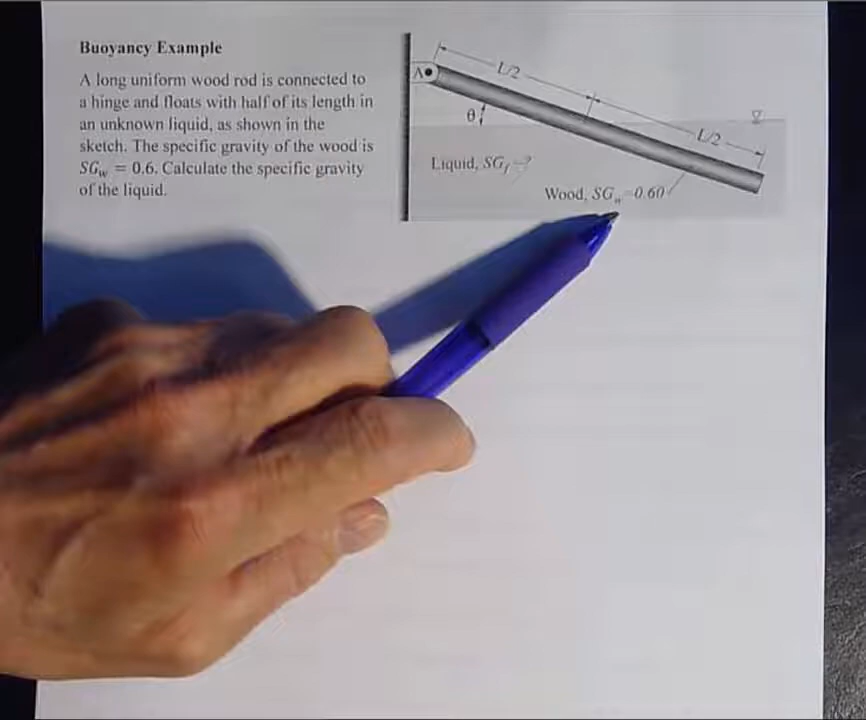 Buoyancy Example
A long uniform wood rod is connected to
a hinge and floats with half of its length in
an unknown liquid, as shown in the
sketch. The specific gravity of the wood is
SGw = 0.6. Calculate the specific gravity
of the liquid.
A
L/2
θ
L/2
Liquid, SGf=?
Wood, SGw=0.60